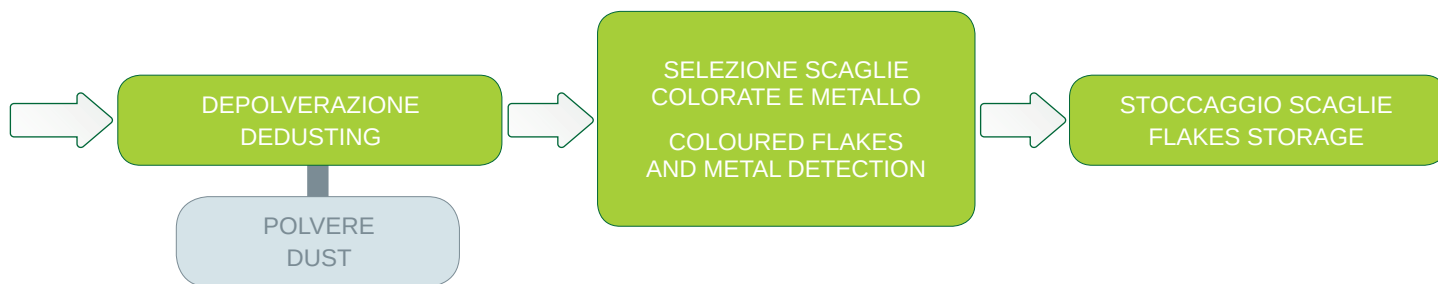 DEPOLVERAZIONE
DEDUSTING
POLVERE
DUST
SELEZIONE SCAGLIE
COLORATE E METALLO
COLOURED FLAKES
AND METAL DETECTION
STOCCAGGIO SCAGLIE
FLAKES STORAGE